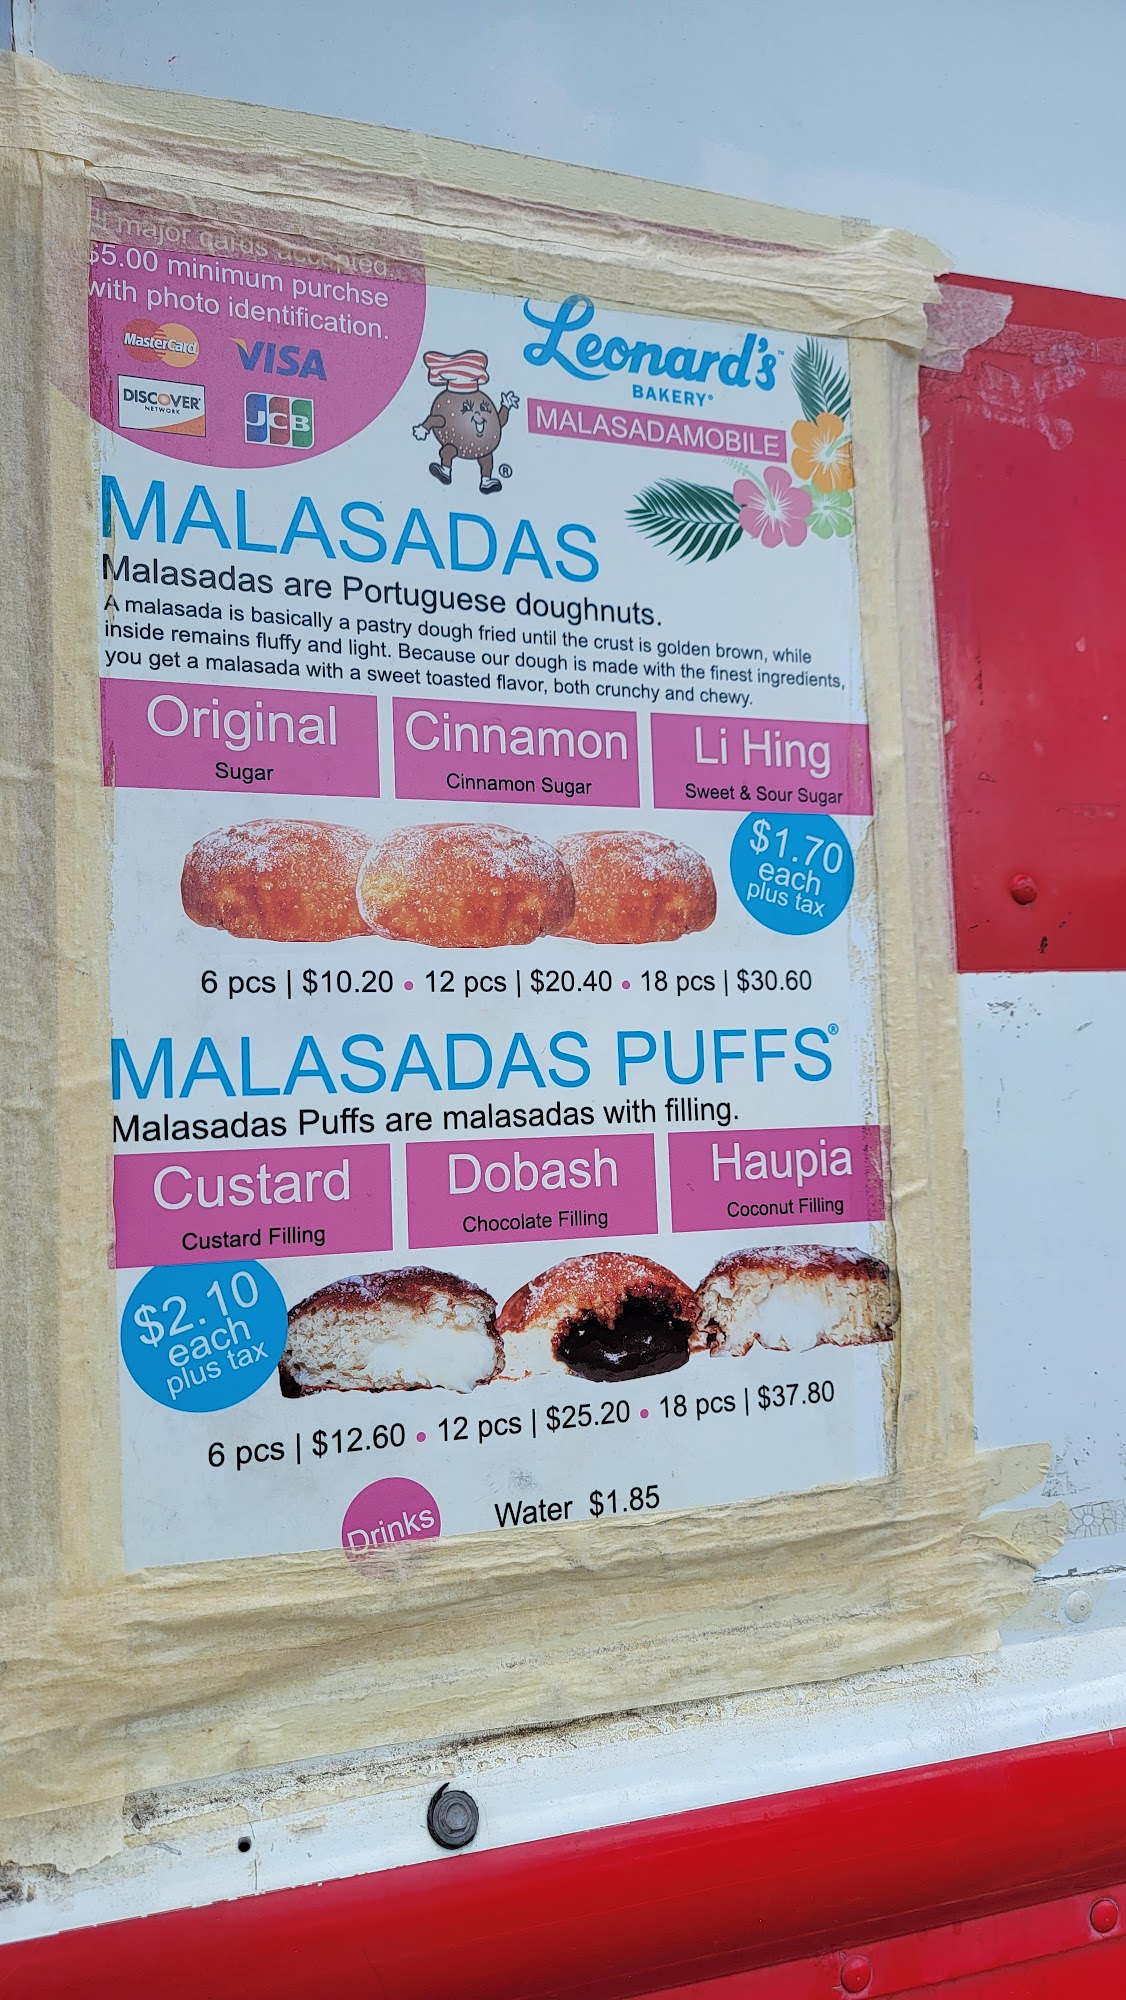 major cards accepted.
$5.00 minimum purchse
with photo identification.
MasterCard
VISA
DISCOVER
NETWORK
JCB
Leonard's™
BAKERY®
MALASADAMOBILE
®
MALASADAS
Malasadas are Portuguese doughnuts.
A malasada is basically a pastry dough fried until the crust is golden brown, while
inside remains fluffy and light. Because our dough is made with the finest ingredients,
you get a malasada with a sweet toasted flavor, both crunchy and chewy.
Original
Sugar
Cinnamon
Cinnamon Sugar
Li Hing
Sweet & Sour Sugar
$1.70
each
plus tax
6 pcs | $10.20 • 12 pcs | $20.40 • 18 pcs | $30.60
MALASADAS PUFFS®
Malasadas Puffs are malasadas with filling.
Custard
Custard Filling
Dobash
Chocolate Filling
Haupia
Coconut Filling
$2.10
each
plus tax
6 pcs | $12.60 • 12 pcs | $25.20 • 18 pcs | $37.80
Drinks
Water $1.85